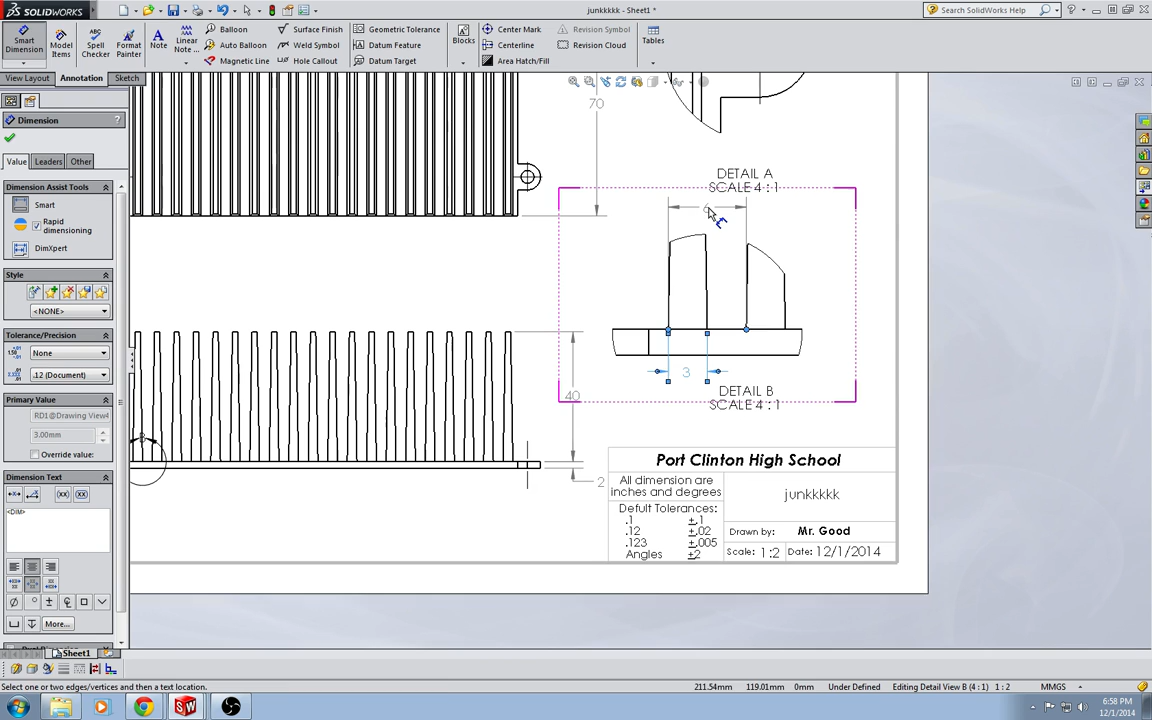 SOLIDWORKS
junkkkkk - Sheet1 *
Search SolidWorks Help
Smart Dimension
Model Items
Spell Checker
Format Painter
Note
Linear Note ...
Balloon
Auto Balloon
Magnetic Line
Surface Finish
Weld Symbol
Hole Callout
Geometric Tolerance
Datum Feature
Datum Target
Blocks
Center Mark
Centerline
Area Hatch/Fill
Revision Symbol
Revision Cloud
Tables
View Layout
Annotation
Sketch
Dimension
?
Value
Leaders
Other
Dimension Assist Tools
Smart
Rapid dimensioning
DimXpert
Style
<NONE>
Tolerance/Precision
None
.12 (Document)
Primary Value
RD1@Drawing View4
3.00mm
Override value:
Dimension Text
(xx)
<DIM>
More...
70
DETAIL A
SCALE 4 : 1
6
3
DETAIL B
SCALE 4 : 1
40
2
B
Port Clinton High School
All dimension are
inches and degrees
Defult Tolerances:
.1 ±.1
.12 ±.02
.123 ±.005
Angles ±2
junkkkkk
Drawn by: Mr. Good
Scale: 1:2 Date: 12/1/2014
Sheet1
Select one or two edges/vertices and then a text location.
211.54mm 119.01mm 0mm Under Defined Editing Detail View B (4 : 1) 1 : 2 MMGS
6:58 PM
12/1/2014